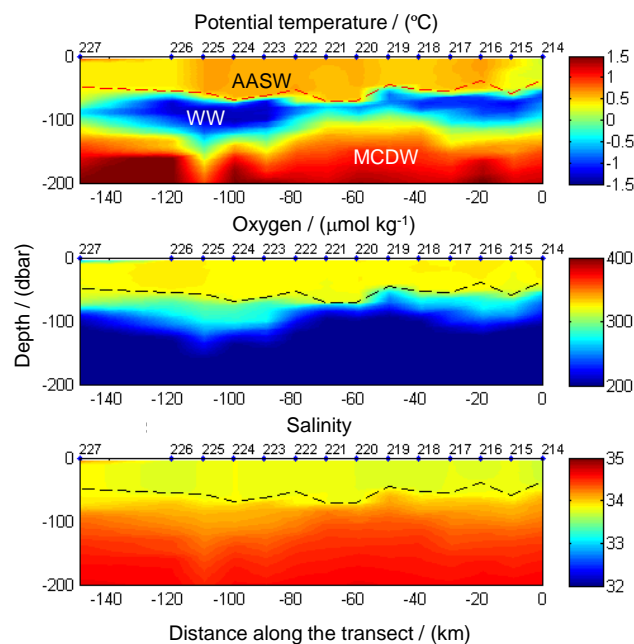 Potential temperature / (ºC)
227 226 225 224 223 222 221 220 219 218 217 216 215 214
0 -100 -200
AASW
WW
MCDW
1.5 1 0.5 0 -0.5 -1 -1.5
-140 -120 -100 -80 -60 -40 -20 0
Oxygen / (μmol kg-1)
227 226 225 224 223 222 221 220 219 218 217 216 215 214
0 -100 -200
400 300 200
-140 -120 -100 -80 -60 -40 -20 0
Depth / (dbar)
Salinity
227 226 225 224 223 222 221 220 219 218 217 216 215 214
0 -100 -200
35 34 33 32
-140 -120 -100 -80 -60 -40 -20 0
Distance along the transect / (km)